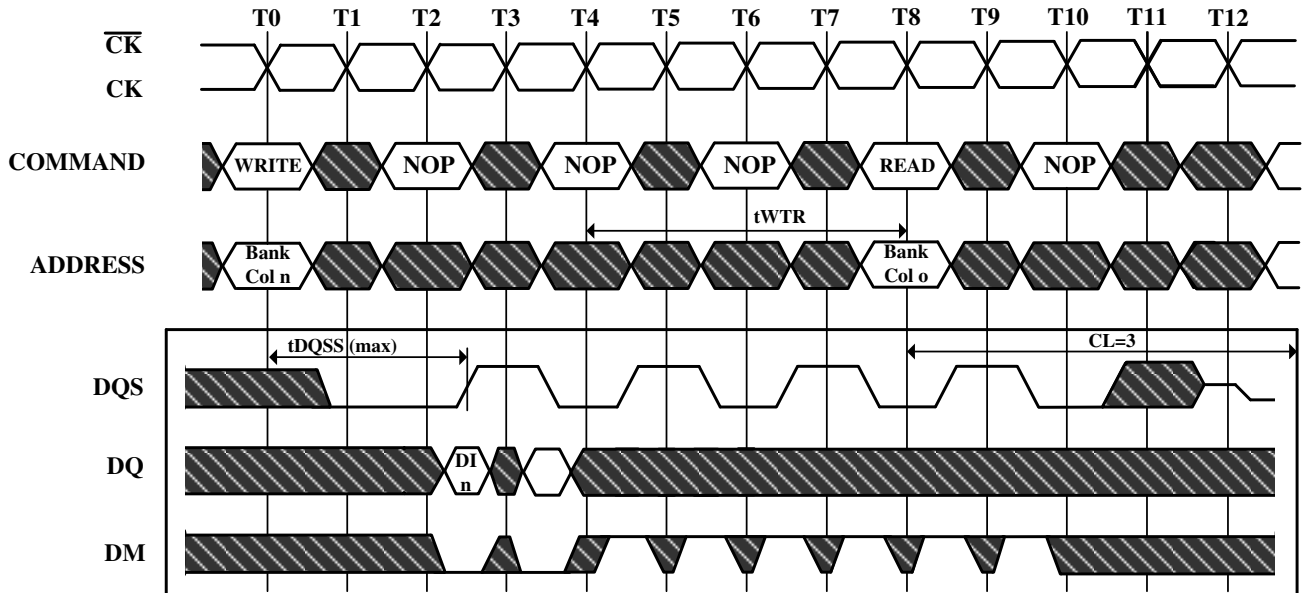 T0 T1 T2 T3 T4 T5 T6 T7 T8 T9 T10 T11 T12
CK
CK
COMMAND WRITE NOP NOP NOP READ NOP
tWTR
ADDRESS Bank Col n Bank Col o
tDQSS (max) CL=3
DQS
DQ DI n
DM